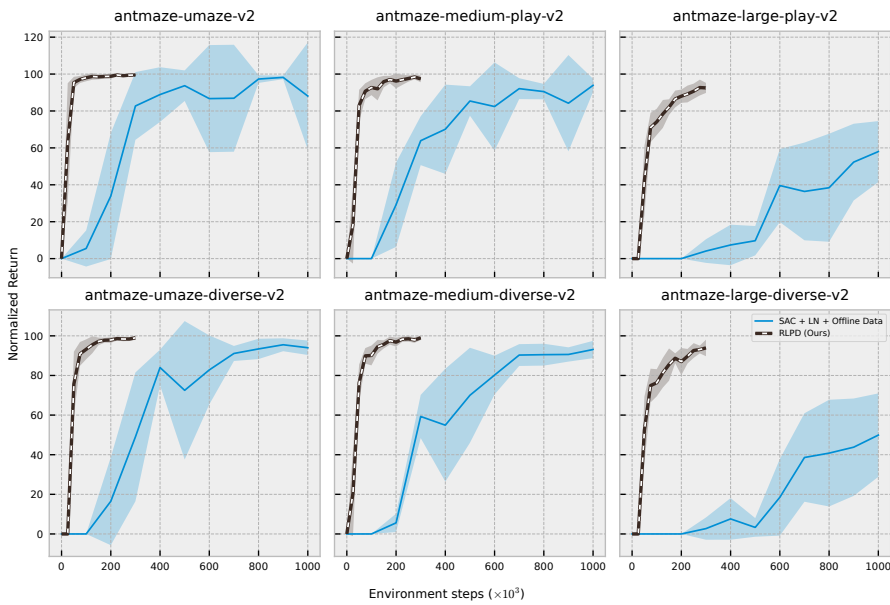 antmaze-umaze-v2
antmaze-medium-play-v2
antmaze-large-play-v2
120
100
80
60
40
20
0
antmaze-umaze-diverse-v2
antmaze-medium-diverse-v2
antmaze-large-diverse-v2
120
100
80
60
40
20
0
SAC + LN + Offline Data
RLPD (Ours)
0 200 400 600 800 1000
0 200 400 600 800 1000
0 200 400 600 800 1000
Normalized Return
Environment steps (×10³)